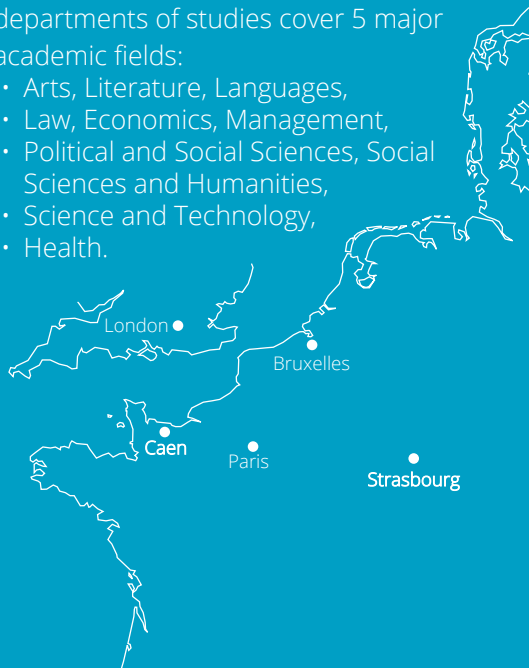 departments of studies cover 5 major
academic fields:
• Arts, Literature, Languages,
• Law, Economics, Management,
• Political and Social Sciences, Social
Sciences and Humanities,
• Science and Technology,
• Health.
London
Bruxelles
Caen
Paris
Strasbourg